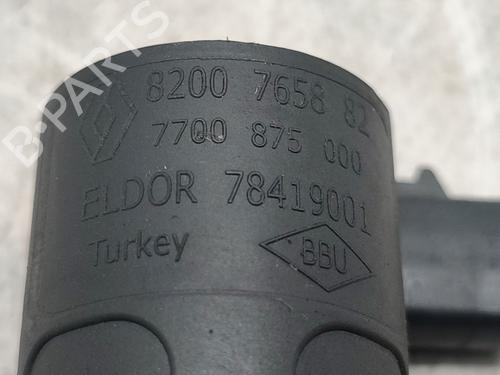 B-PARTS
8200 7658 82
7700 875 000
ELDOR 78419001
Turkey BBU